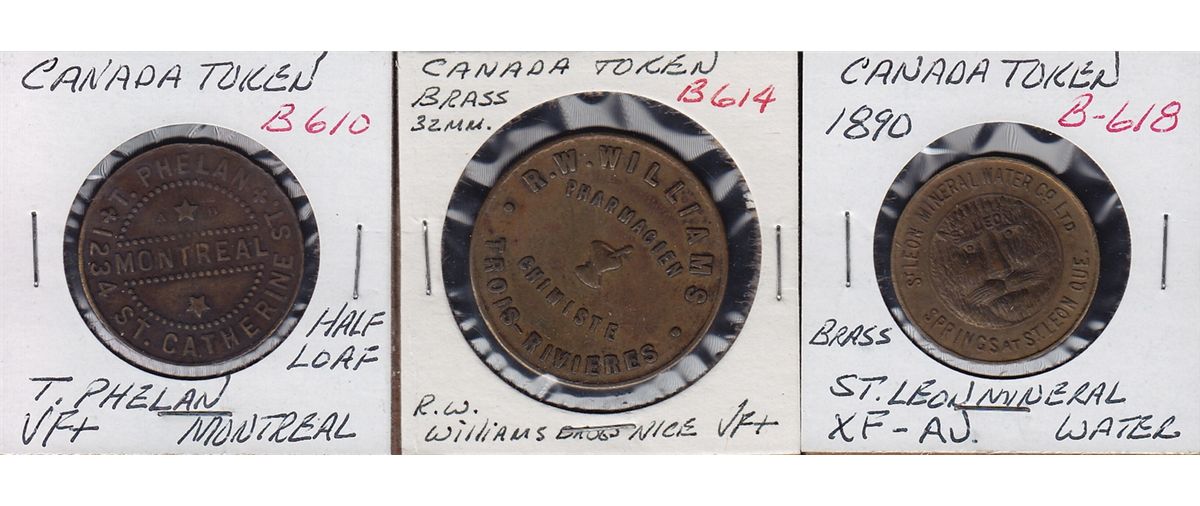 CANADA TOKEN
B610
T. PHELAN
MONTREAL
1234 ST. CATHERINE ST.
HALF
LOAF
T. PHELAN
VF+ MONTREAL
CANADA TOKEN
BRASS
B614
32MM.
R.W. WILLIAMS
PHARMACIEN
CHIMISTE
TROIS-RIVIERES
R.W.
Williams NICE VF+
CANADA TOKEN
1890
B-618
ST LEON MINERAL WATER CO. LTD.
LEON
SPRINGS AT ST. LEON QUE.
BRASS
ST. LEON MINERAL
XF-AU. WATER